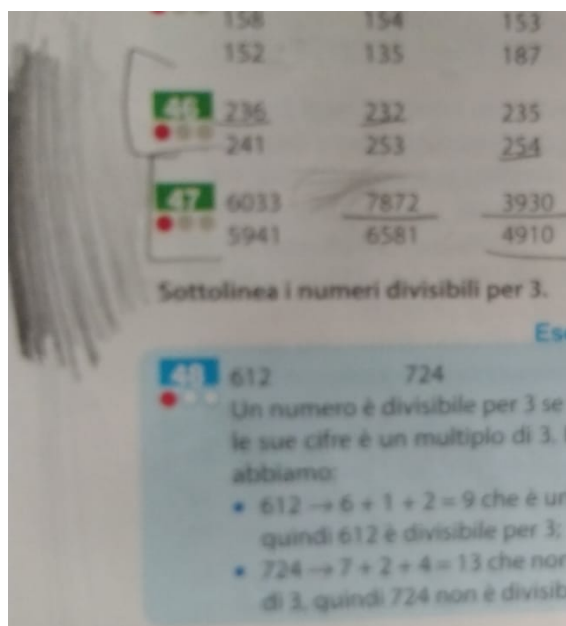 158 154 153
152 135 187
46 236 232 235
241 253 254
47 6033 7872 3930
5941 6581 4910
Sottolinea i numeri divisibili per 3.
Es
48 612 724
Un numero è divisibile per 3 se
le sue cifre è un multiplo di 3.
abbiamo:
• 612 → 6 + 1 + 2 = 9 che è un
quindi 612 è divisibile per 3;
• 724 → 7 + 2 + 4 = 13 che non
di 3, quindi 724 non è divisib